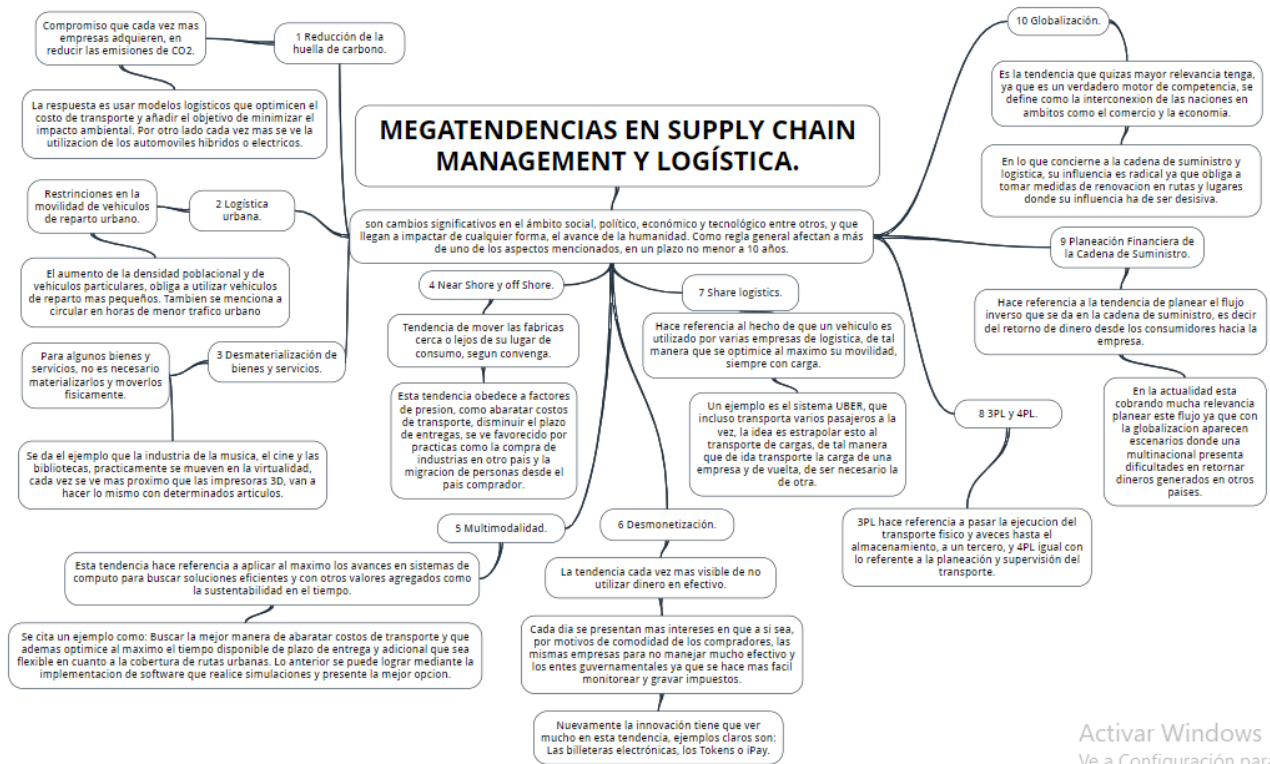 MEGATENDENCIAS EN SUPPLY CHAIN
MANAGEMENT Y LOGÍSTICA.
son cambios significativos en el ámbito social, político, económico y tecnológico entre otros, y que
llegan a impactar de cualquier forma, el avance de la humanidad. Como regla general afectan a más
de uno de los aspectos mencionados, en un plazo no menor a 10 años.
1 Reducción de la
huella de carbono.
Compromiso que cada vez mas
empresas adquieren, en
reducir las emisiones de CO2.
La respuesta es usar modelos logísticos que optimicen el
costo de transporte y añadir el objetivo de minimizar el
impacto ambiental. Por otro lado cada vez mas se ve la
utilizacion de los automoviles hibridos o electricos.
2 Logística
urbana.
Restrinciones en la
movilidad de vehiculos
de reparto urbano.
El aumento de la densidad poblacional y de
vehiculos particulares, obliga a utilizar vehiculos
de reparto mas pequeños. Tambien se menciona a
circular en horas de menor trafico urbano
3 Desmaterialización de
bienes y servicios.
Para algunos bienes y
servicios, no es necesario
materializarlos y moverlos
fisicamente.
Se da el ejemplo que la industria de la musica, el cine y las
bibliotecas, practicamente se mueven en la virtualidad,
cada vez se ve mas proximo que las impresoras 3D, van a
hacer lo mismo con determinados articulos.
4 Near Shore y off Shore.
Tendencia de mover las fabricas
cerca o lejos de su lugar de
consumo, segun convenga.
Esta tendencia obedece a factores
de presion, como abaratar costos
de transporte, disminuir el plazo
de entregas, se ve favorecido por
practicas como la compra de
industrias en otro pais y la
migracion de personas desde el
pais comprador.
5 Multimodalidad.
Esta tendencia hace referencia a aplicar al maximo los avances en sistemas de
computo para buscar soluciones eficientes y con otros valores agregados como
la sustentabilidad en el tiempo.
Se cita un ejemplo como: Buscar la mejor manera de abaratar costos de transporte y que
ademas optimice al maximo el tiempo disponible de plazo de entrega y adicional que sea
flexible en cuanto a la cobertura de rutas urbanas. Lo anterior se puede lograr mediante la
implementacion de software que realice simulaciones y presente la mejor opcion.
6 Desmonetización.
La tendencia cada vez mas visible de no
utilizar dinero en efectivo.
Cada dia se presentan mas intereses en que a si sea,
por motivos de comodidad de los compradores, las
mismas empresas para no manejar mucho efectivo y
los entes guvernamentales ya que se hace mas facil
monitorear y gravar impuestos.
Nuevamente la innovación tiene que ver
mucho en esta tendencia, ejemplos claros son:
Las billeteras electrónicas, los Tokens o iPay.
7 Share logistics.
Hace referencia al hecho de que un vehiculo es
utilizado por varias empresas de logistica, de tal
manera que se optimice al maximo su movilidad,
siempre con carga.
Un ejemplo es el sistema UBER, que
incluso transporta varios pasajeros a la
vez, la idea es estrapolar esto al
transporte de cargas, de tal manera
que de ida transporte la carga de una
empresa y de vuelta, de ser necesario la
de otra.
8 3PL y 4PL.
3PL hace referencia a pasar la ejecucion del
transporte fisico y aveces hasta el
almacenamiento, a un tercero, y 4PL igual con
lo referente a la planeación y supervisión del
transporte.
9 Planeación Financiera de
la Cadena de Suministro.
Hace referencia a la tendencia de planear el flujo
inverso que se da en la cadena de suministro, es decir
del retorno de dinero desde los consumidores hacia la
empresa.
En la actualidad esta
cobrando mucha relevancia
planear este flujo ya que con
la globalizacion aparecen
escenarios donde una
multinacional presenta
dificultades en retornar
dineros generados en otros
paises.
10 Globalización.
Es la tendencia que quizas mayor relevancia tenga,
ya que es un verdadero motor de competencia, se
define como la interconexion de las naciones en
ambitos como el comercio y la economia.
En lo que concierne a la cadena de suministro y
logistica, su influencia es radical ya que obliga a
tomar medidas de renovacion en rutas y lugares
donde su influencia ha de ser desisiva.
Activar Windows
Ve a Configuración para